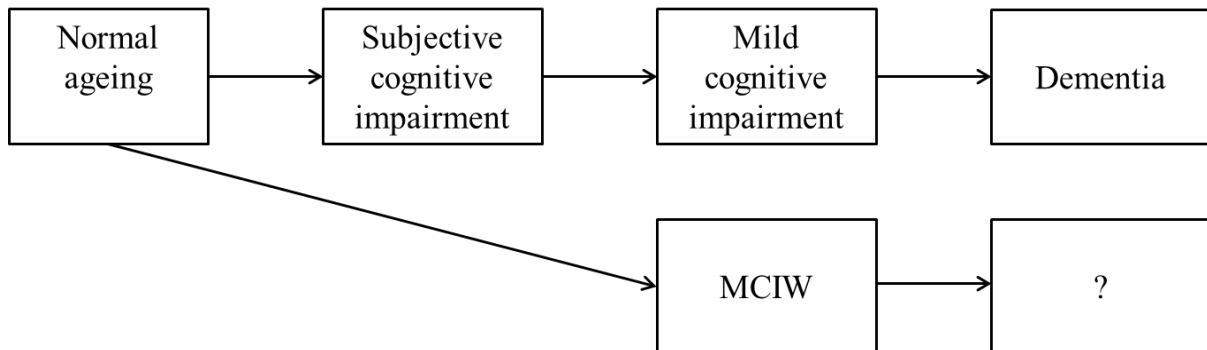 Normal
ageing
Subjective
cognitive
impairment
Mild
cognitive
impairment
Dementia
MCIW
?